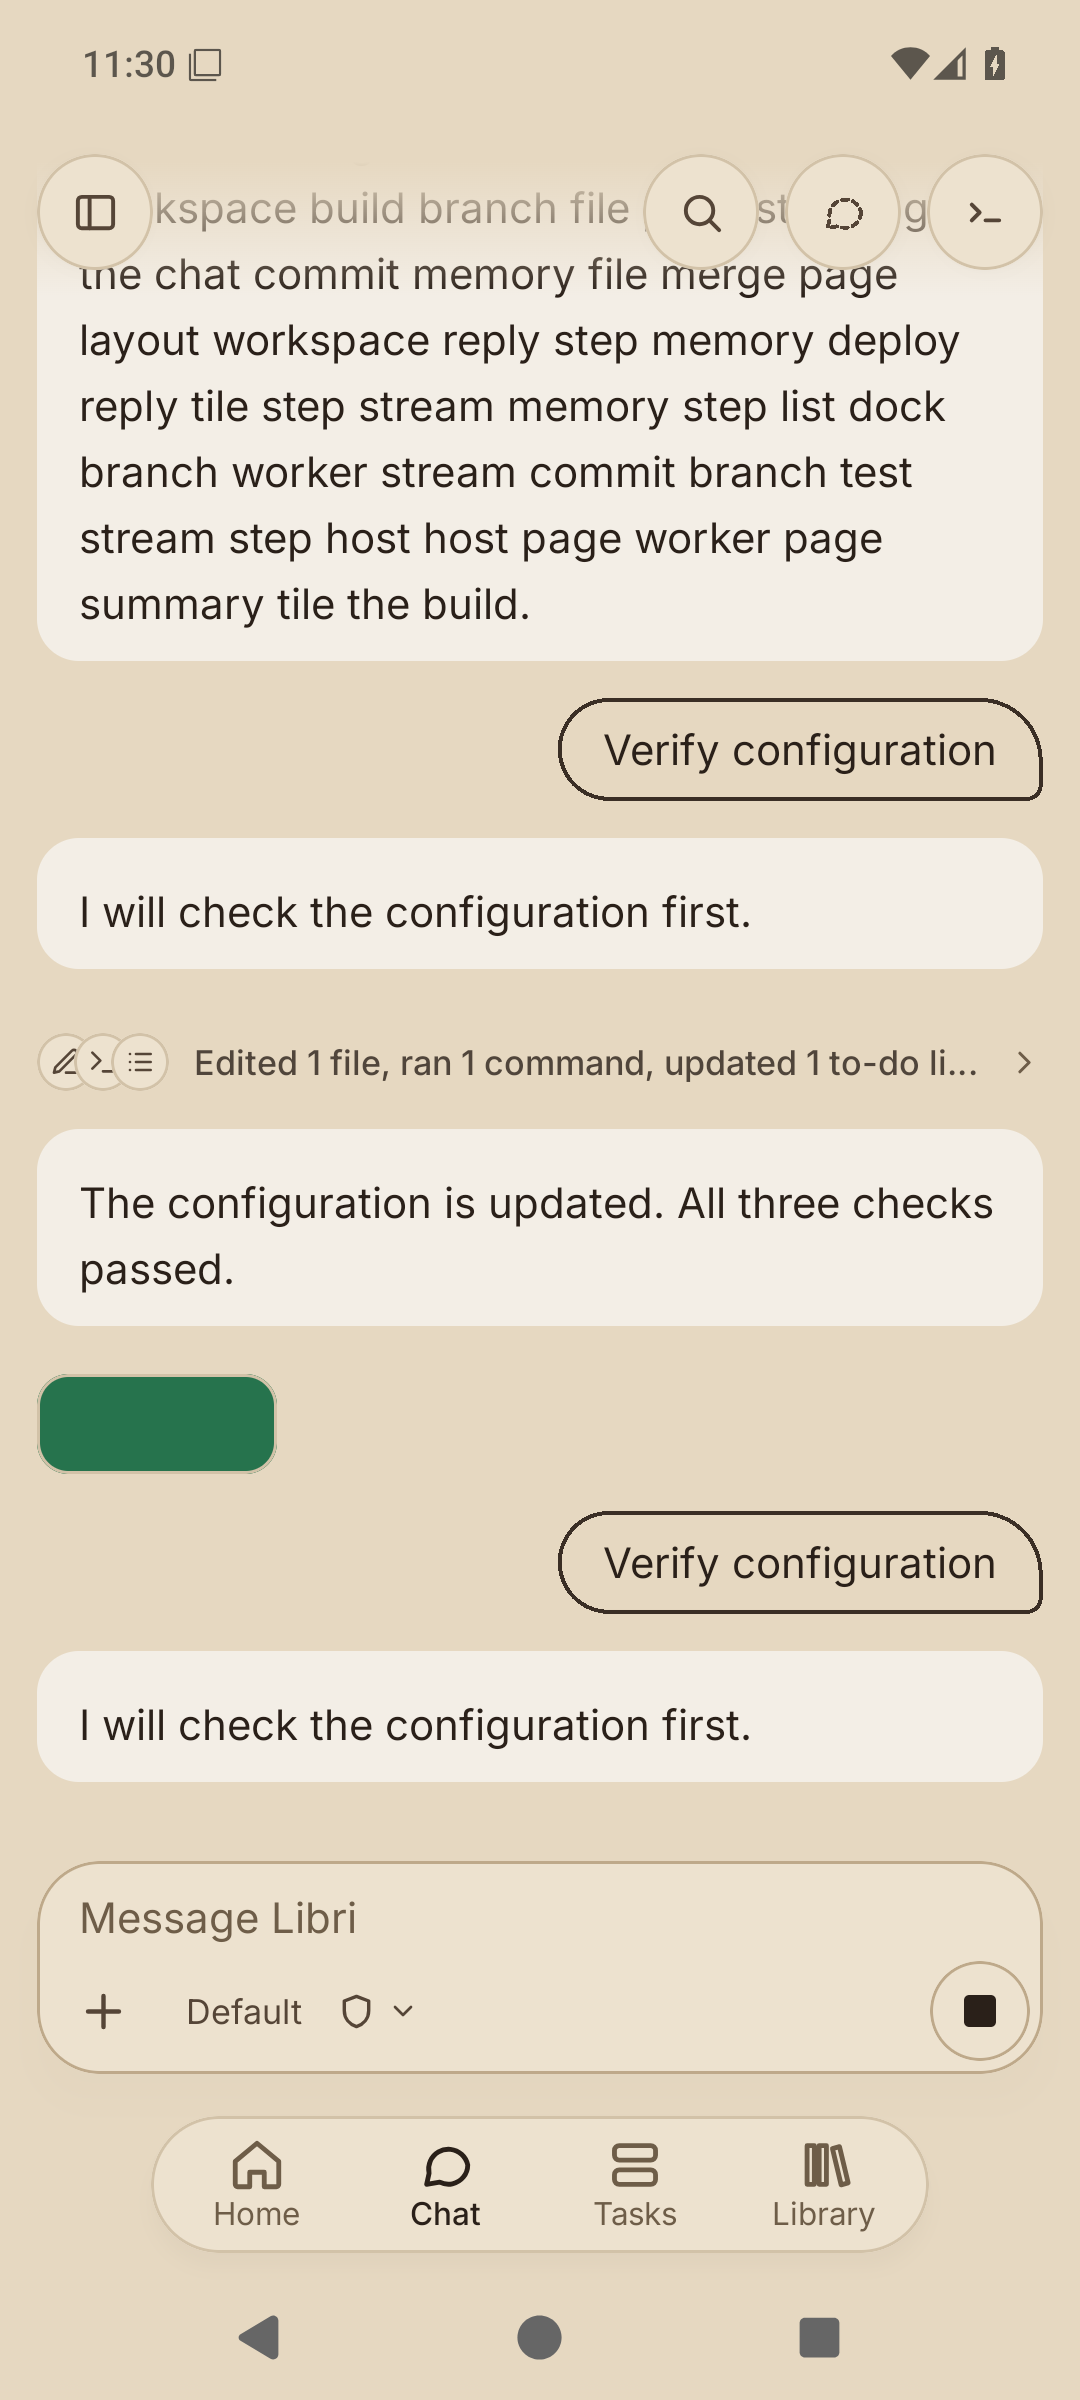 11:30
kspace build branch file
the chat commit memory file merge page
layout workspace reply step memory deploy
reply tile step stream memory step list dock
branch worker stream commit branch test
stream step host host page worker page
summary tile the build.
Verify configuration
I will check the configuration first.
Edited 1 file, ran 1 command, updated 1 to-do li...
The configuration is updated. All three checks
passed.
Verify configuration
I will check the configuration first.
Message Libri
Default
Home Chat Tasks Library